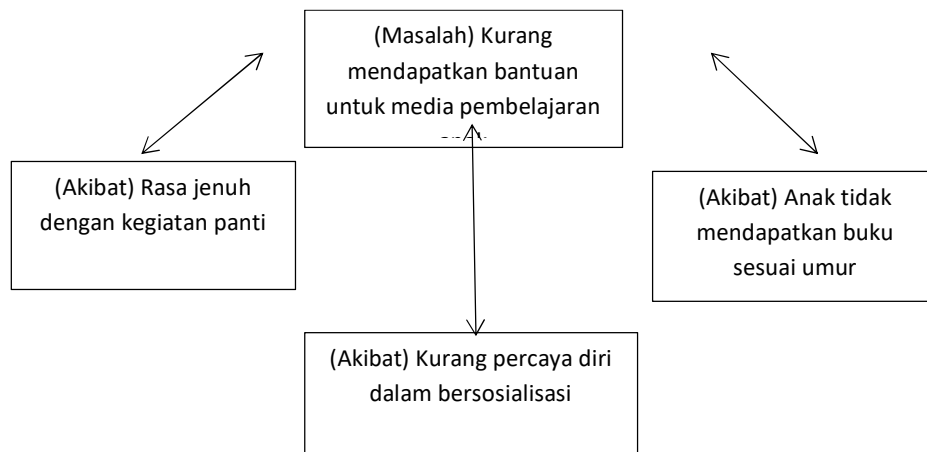 (Masalah) Kurang
mendapatkan bantuan
untuk media pembelajaran
(Akibat) Rasa jenuh
dengan kegiatan panti
(Akibat) Anak tidak
mendapatkan buku
sesuai umur
(Akibat) Kurang percaya diri
dalam bersosialisasi